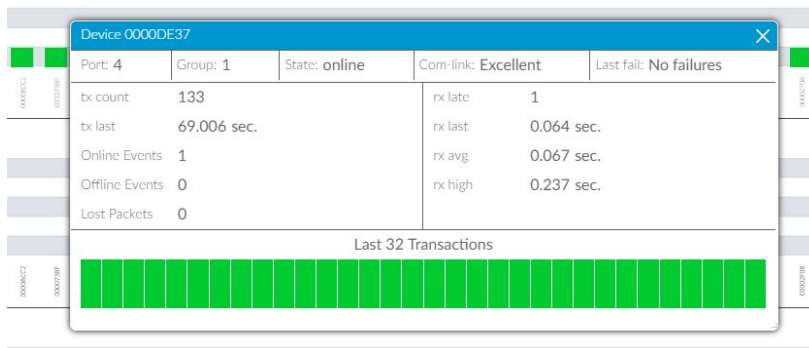 Device 0000DE37
Port: 4 Group: 1 State: online Com-link: Excellent Last fail: No failures
tx count 133 rx late 1
tx last 69.006 sec. rx last 0.064 sec.
Online Events 1 rx avg 0.067 sec.
Offline Events 0 rx high 0.237 sec.
Lost Packets 0
Last 32 Transactions